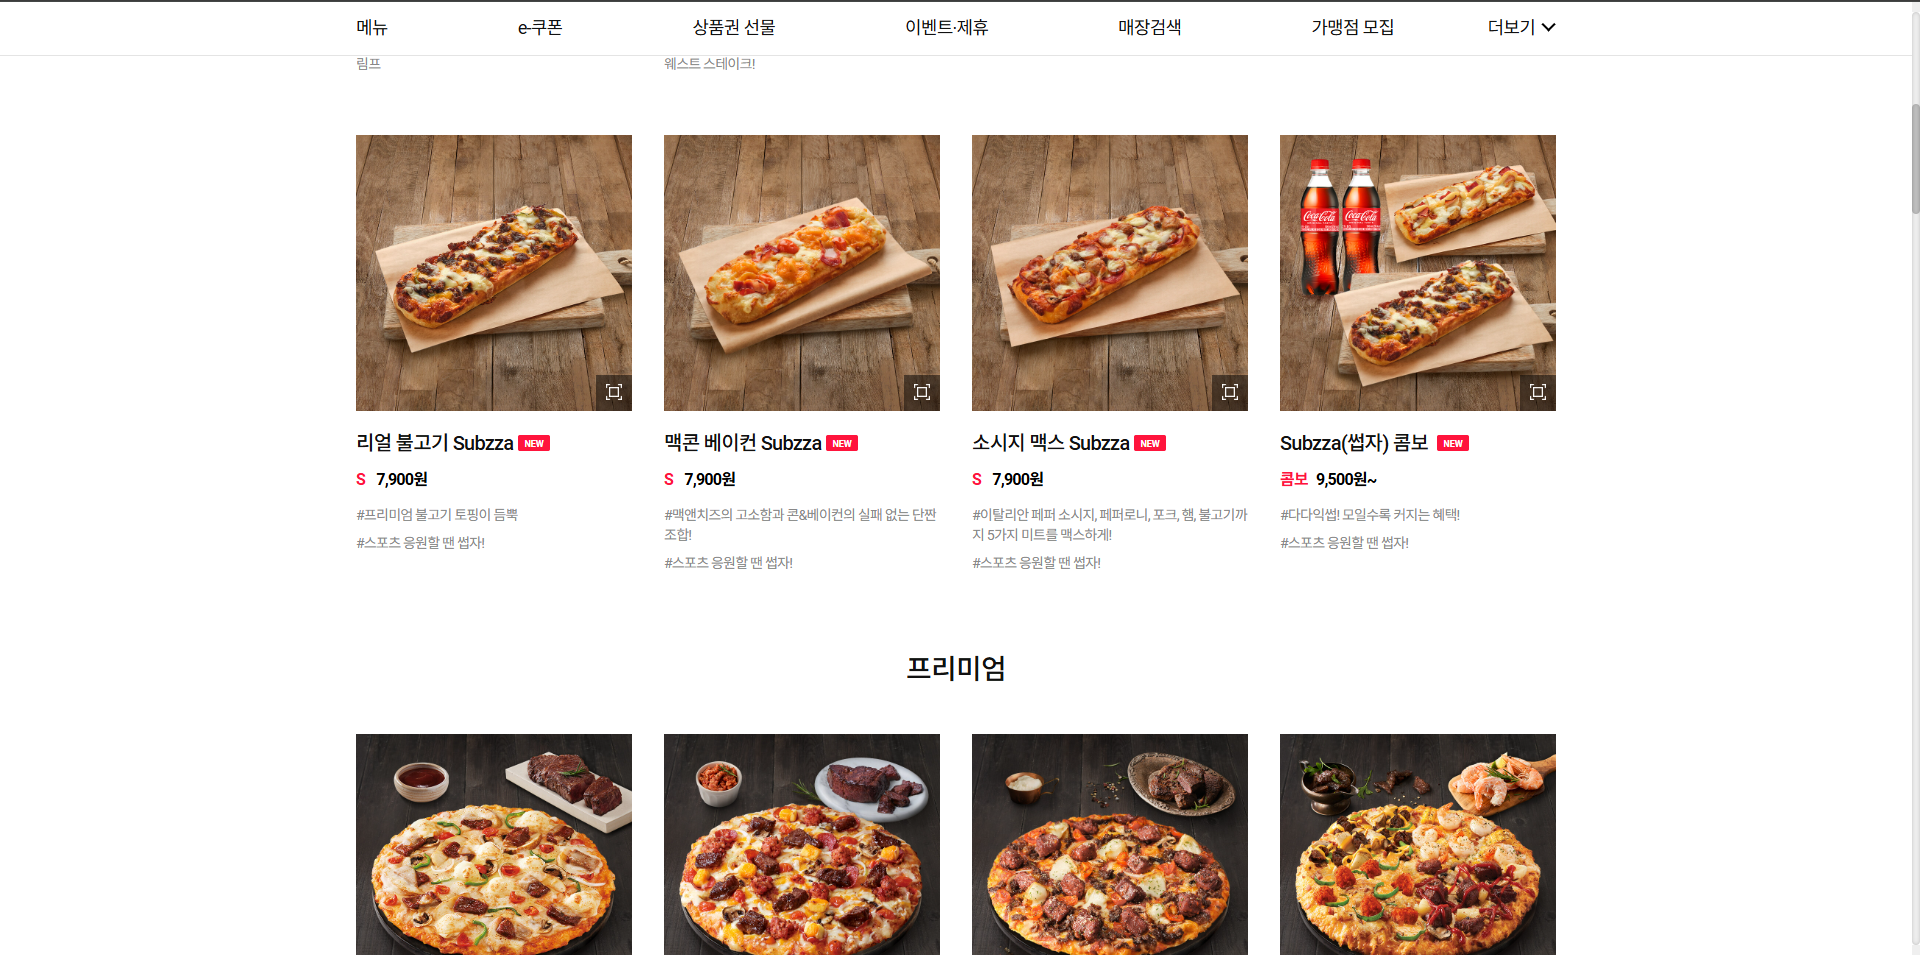 메뉴
e-쿠폰
상품권 선물
이벤트·제휴
매장검색
가맹점 모집
더보기
림프
웨스트 스테이크!
Coca-Cola
Coca-Cola
리얼 불고기 Subzza NEW
S 7,900원
#프리미엄 불고기 토핑이 듬뿍
#스포츠 응원할 땐 썹자!
맥콘 베이컨 Subzza NEW
S 7,900원
#맥앤치즈의 고소함과 콘&베이컨의 실패 없는 단짠
조합!
#스포츠 응원할 땐 썹자!
소시지 맥스 Subzza NEW
S 7,900원
#이탈리안 페퍼 소시지, 페퍼로니, 포크, 햄, 불고기까
지 5가지 미트를 맥스하게!
#스포츠 응원할 땐 썹자!
Subzza(썹자) 콤보 NEW
콤보 9,500원~
#다다익썹! 모일수록 커지는 혜택!
#스포츠 응원할 땐 썹자!
프리미엄